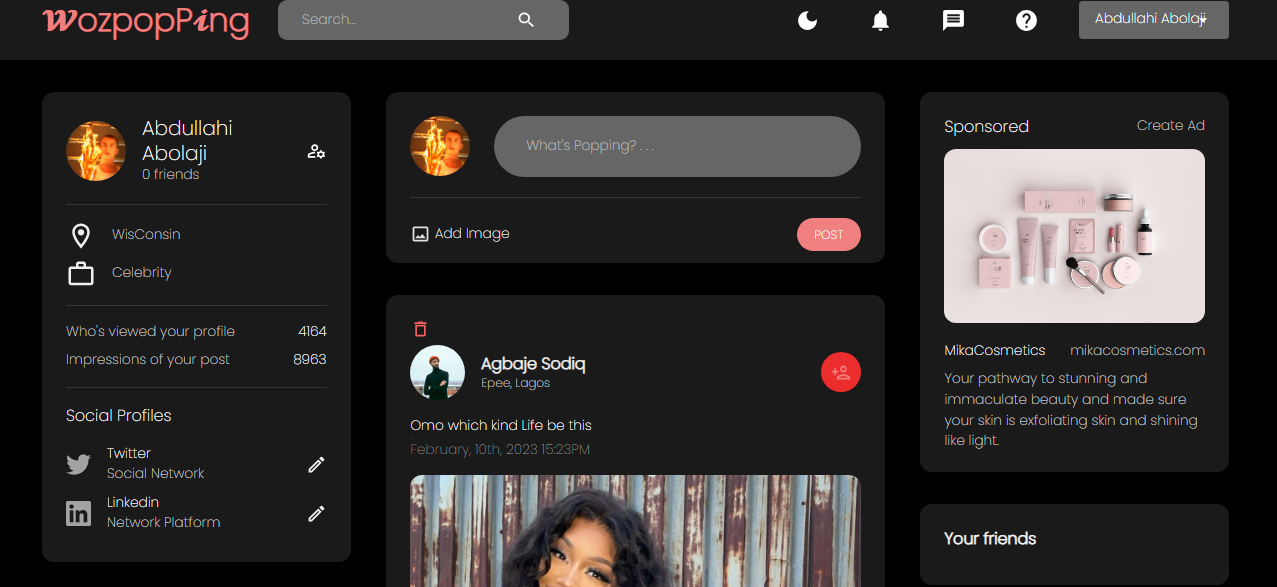 WozpopPing
Search...
Abdullahi Abolaji
Abdullahi
Abolaji
0 friends
WisConsin
Celebrity
Who's viewed your profile 4164
Impressions of your post 8963
Social Profiles
Twitter
Social Network
Linkedin
Network Platform
What's Popping? . . .
Add Image
POST
Agbaje Sodiq
Epee, Lagos
Omo which kind Life be this
February, 10th, 2023 15:23PM
Sponsored Create Ad
MikaCosmetics mikacosmetics.com
Your pathway to stunning and
immaculate beauty and made sure
your skin is exfoliating skin and shining
like light.
Your friends